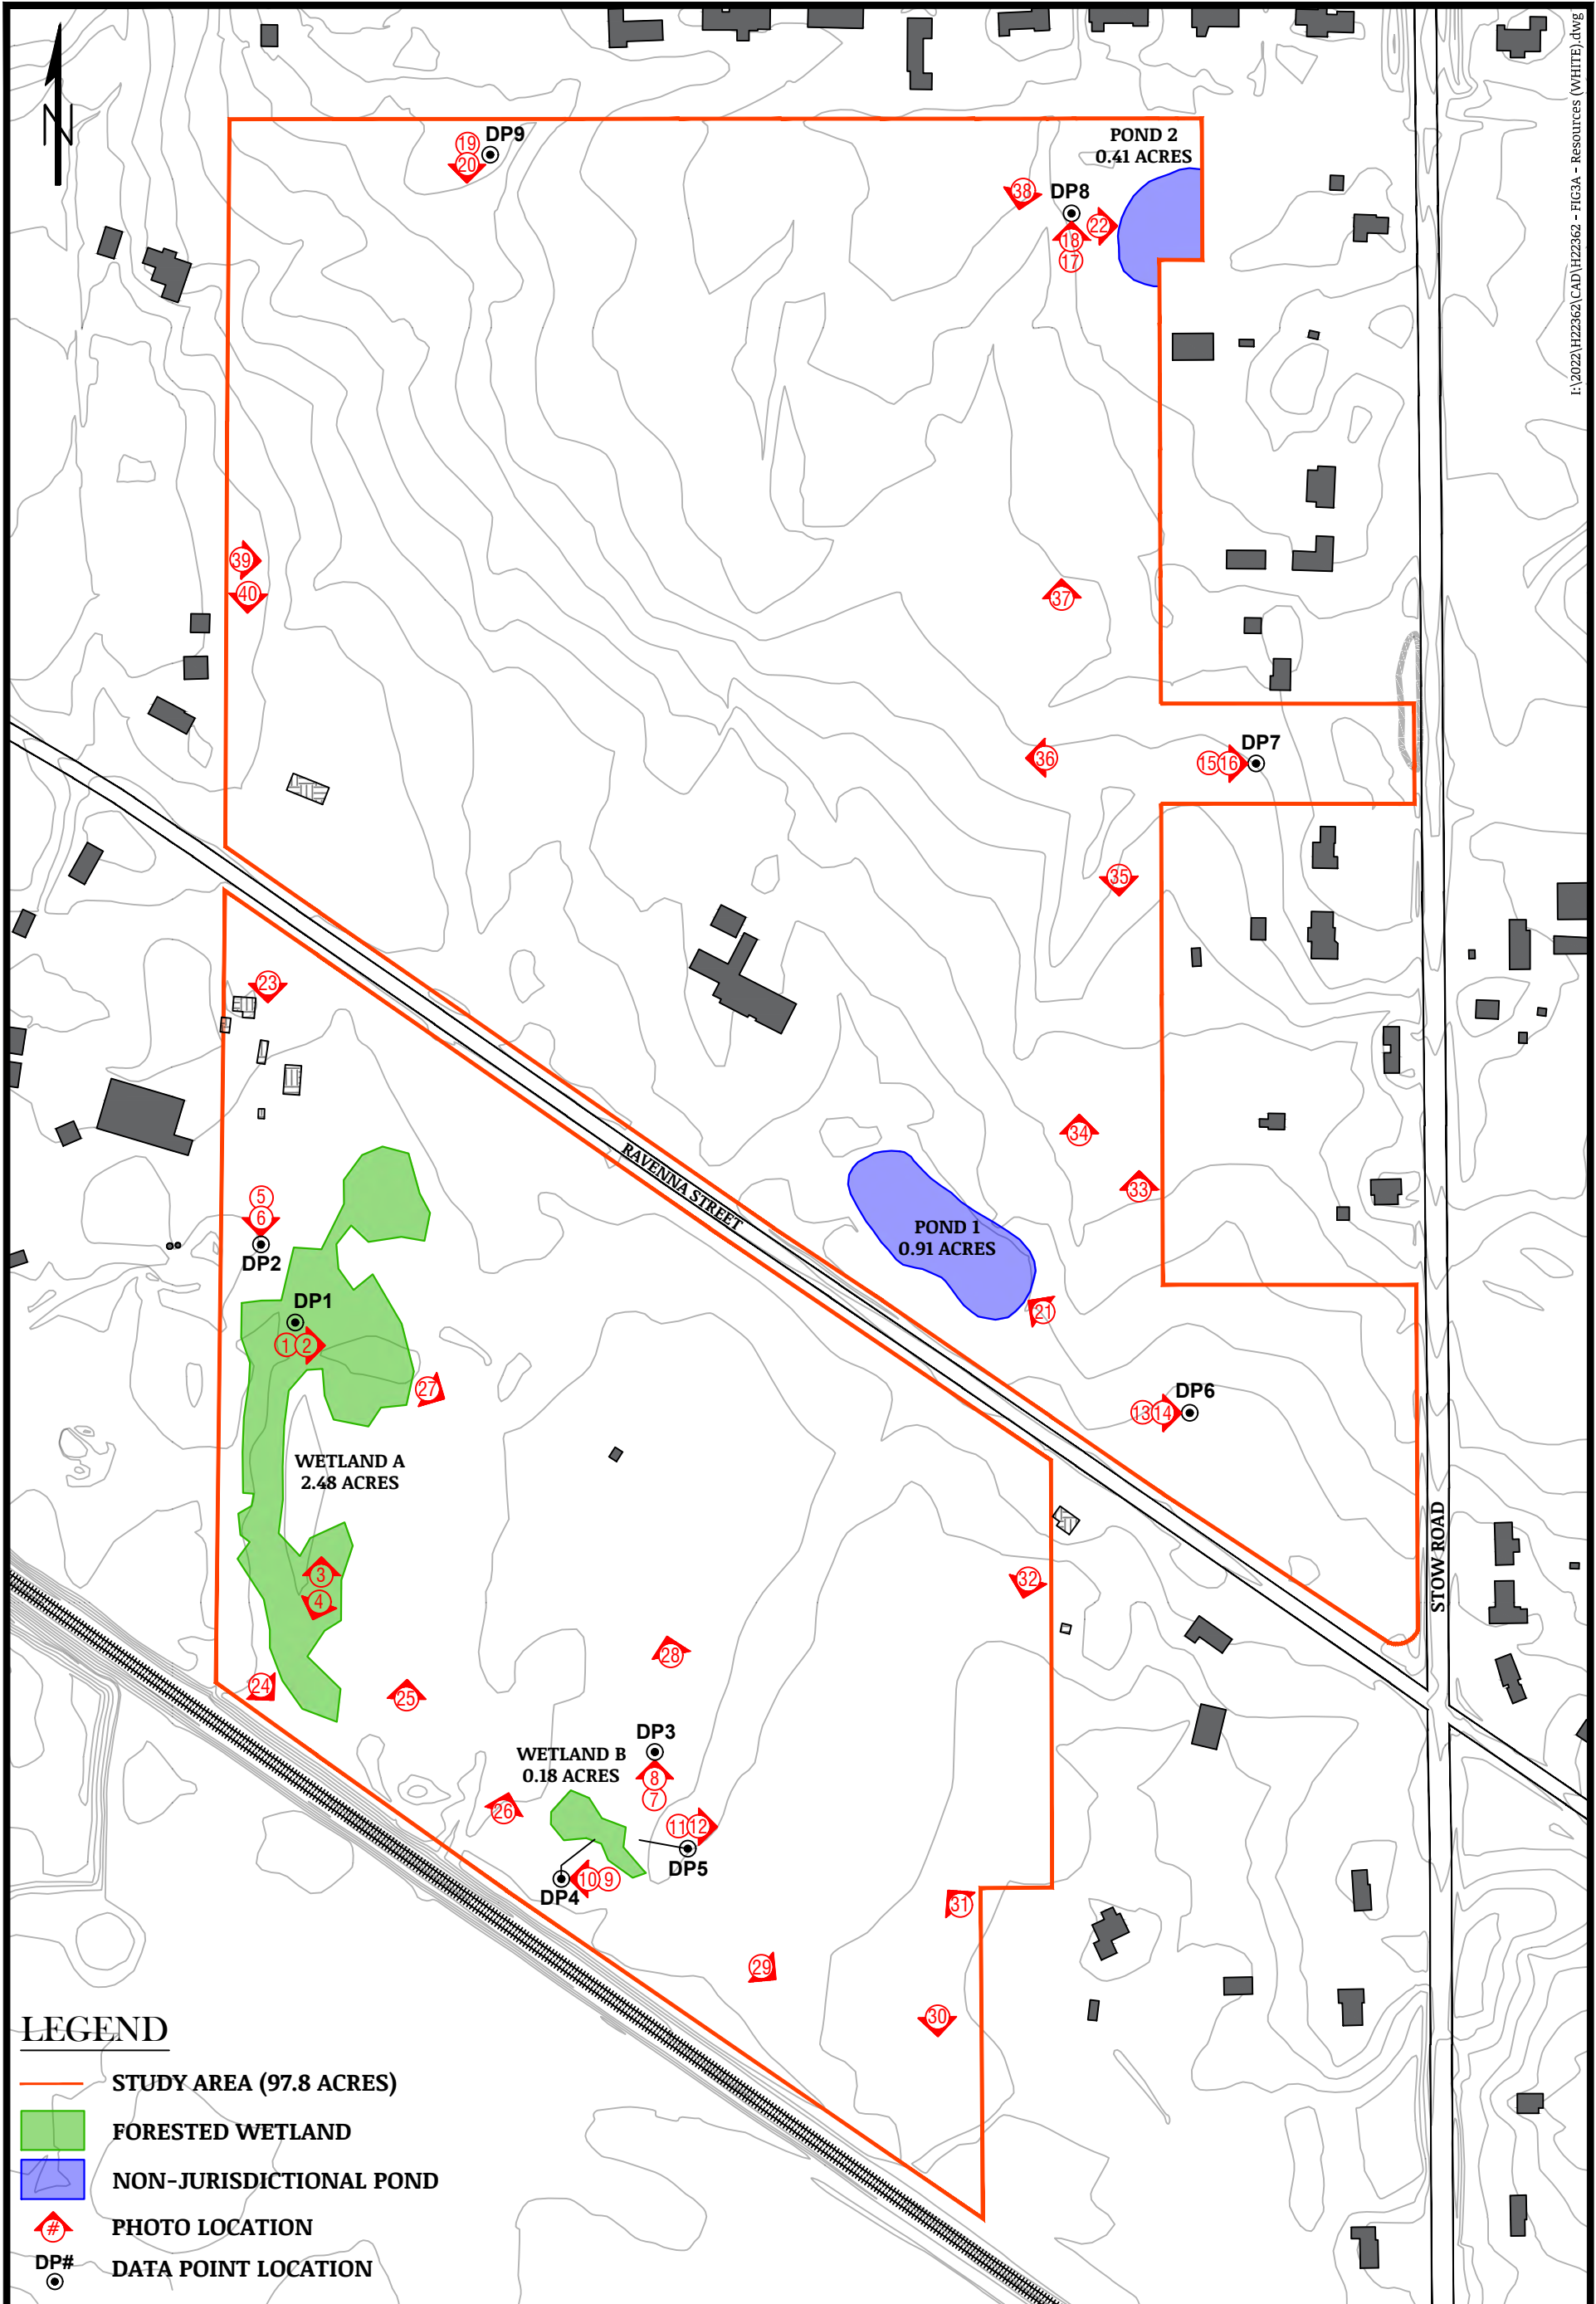 I:\2022\H22362\CAD\H22362 - FIG3A - Resources (WHITE).dwg
N
19
DP9
20
POND 2
0.41 ACRES
38
DP8
22
18
17
39
40
37
36
DP7
15 16
35
23
34
33
RAVENNA STREET
5
6
DP2
POND 1
0.91 ACRES
DP1
1 2
21
27
DP6
13 14
WETLAND A
2.48 ACRES
STOW ROAD
3
4
32
28
24
25
DP3
WETLAND B
0.18 ACRES
8
7
26
11 12
DP5
10 9
DP4
31
29
30
LEGEND
STUDY AREA (97.8 ACRES)
FORESTED WETLAND
NON-JURISDICTIONAL POND
# PHOTO LOCATION
DP# DATA POINT LOCATION